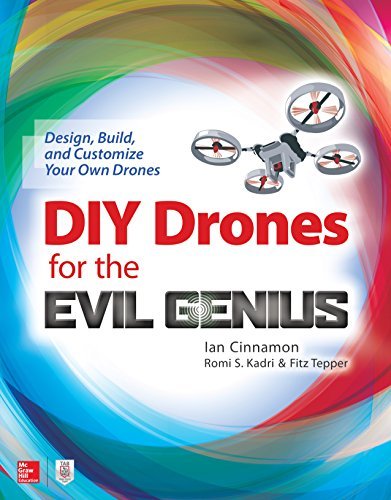 Design, Build,
and Customize
Your Own Drones
DIY Drones
for the
EVIL GENIUS
Ian Cinnamon
Romi S. Kadri & Fitz Tepper
Mc
Graw
Hill
Education
TAB